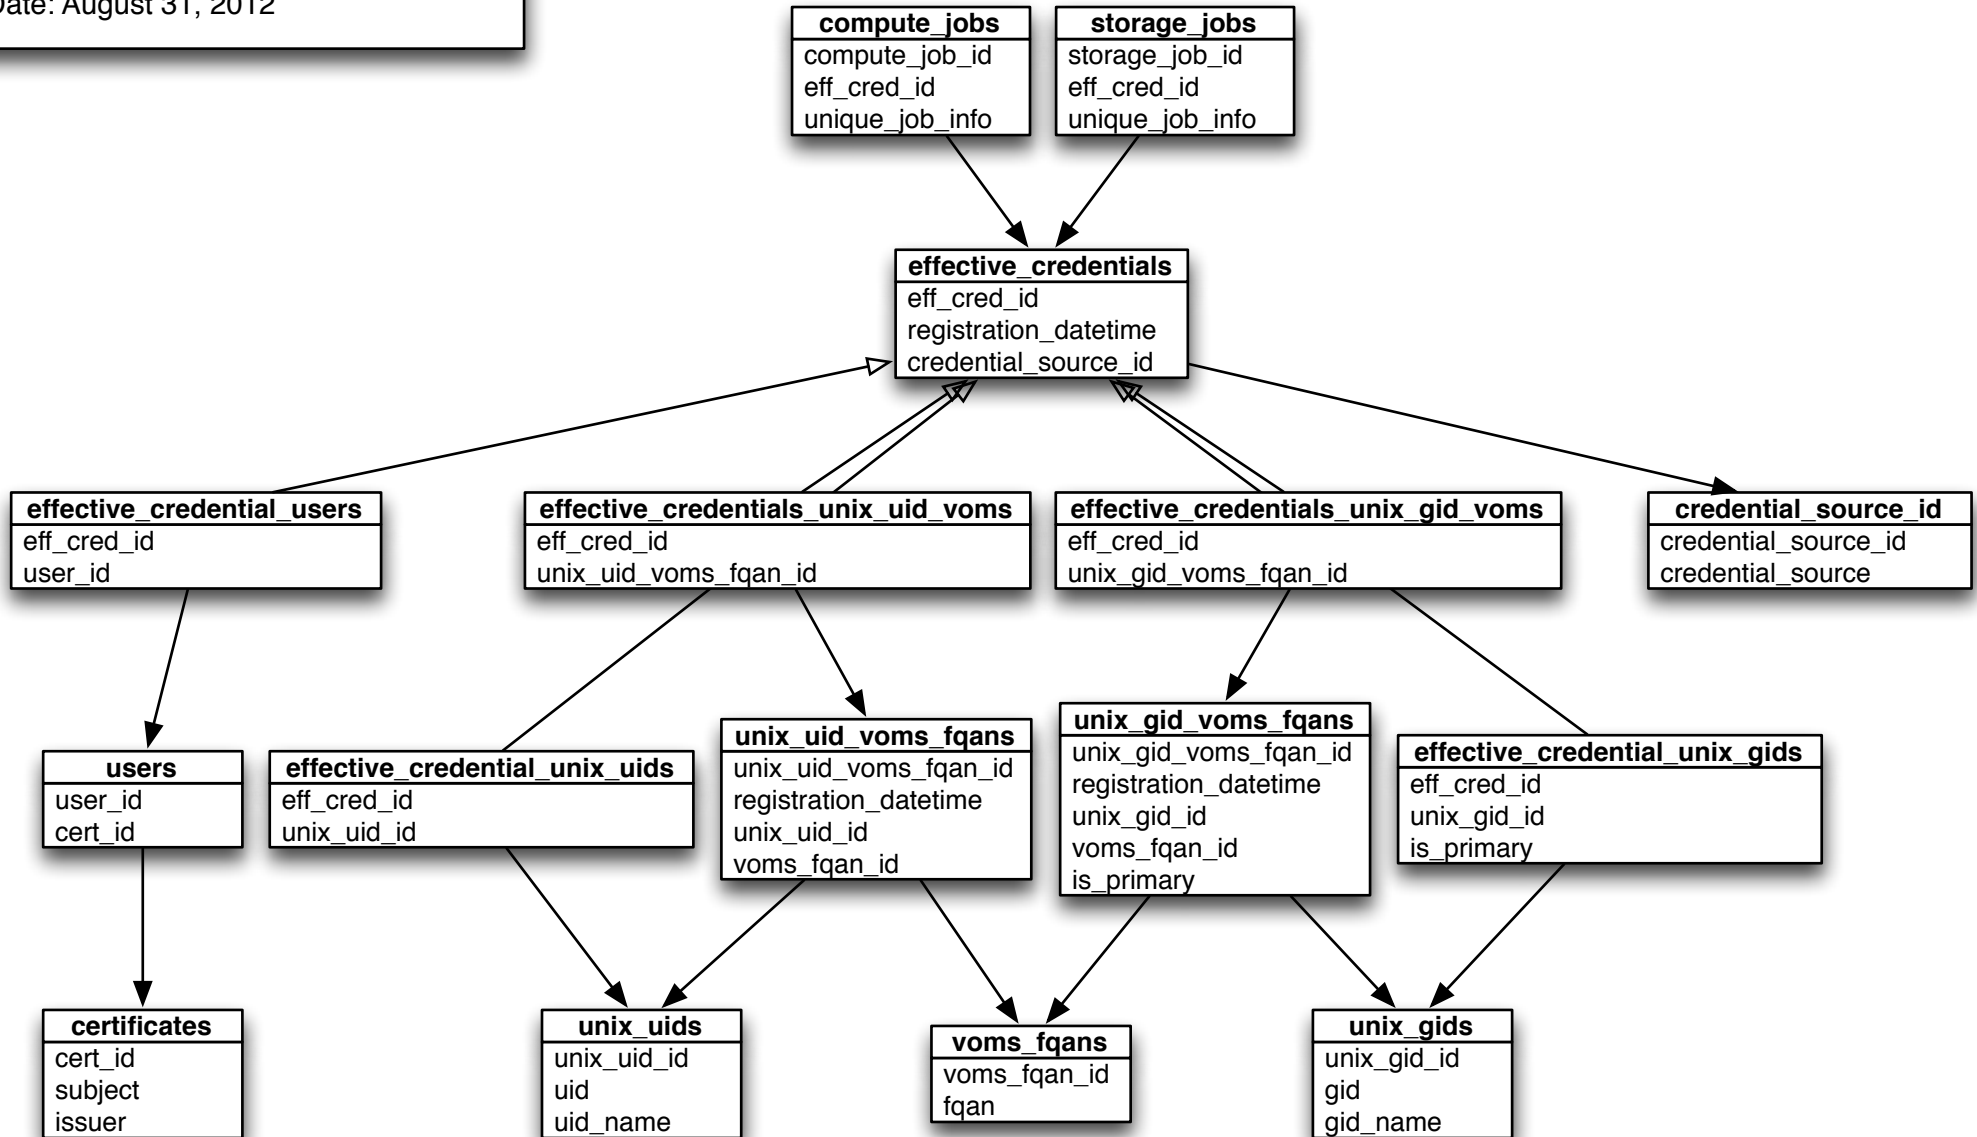 Date: August 31, 2012
compute_jobs
compute_job_id
eff_cred_id
unique_job_info
storage_jobs
storage_job_id
eff_cred_id
unique_job_info
effective_credentials
eff_cred_id
registration_datetime
credential_source_id
effective_credential_users
eff_cred_id
user_id
effective_credentials_unix_uid_voms
eff_cred_id
unix_uid_voms_fqan_id
effective_credentials_unix_gid_voms
eff_cred_id
unix_gid_voms_fqan_id
credential_source_id
credential_source_id
credential_source
users
user_id
cert_id
effective_credential_unix_uids
eff_cred_id
unix_uid_id
unix_uid_voms_fqans
unix_uid_voms_fqan_id
registration_datetime
unix_uid_id
voms_fqan_id
unix_gid_voms_fqans
unix_gid_voms_fqan_id
registration_datetime
unix_gid_id
voms_fqan_id
is_primary
effective_credential_unix_gids
eff_cred_id
unix_gid_id
is_primary
certificates
cert_id
subject
issuer
unix_uids
unix_uid_id
uid
uid_name
voms_fqans
voms_fqan_id
fqan
unix_gids
unix_gid_id
gid
gid_name